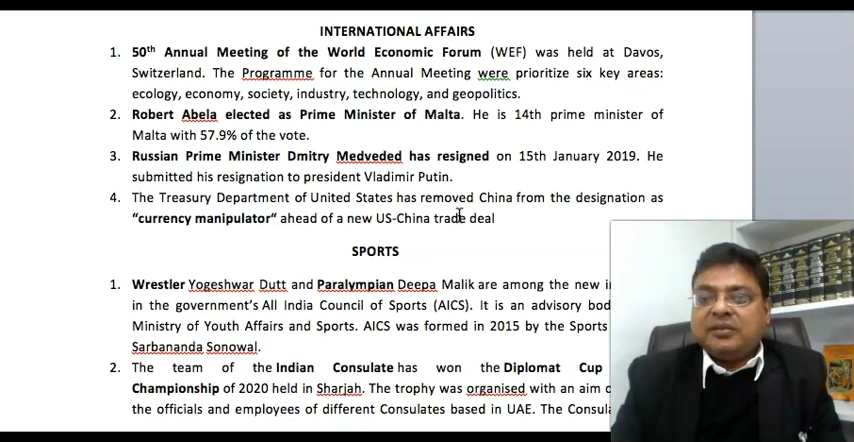 INTERNATIONAL AFFAIRS
1. 50th Annual Meeting of the World Economic Forum (WEF) was held at Davos,
Switzerland. The Programme for the Annual Meeting were prioritize six key areas:
ecology, economy, society, industry, technology, and geopolitics.
2. Robert Abela elected as Prime Minister of Malta. He is 14th prime minister of
Malta with 57.9% of the vote.
3. Russian Prime Minister Dmitry Medveded has resigned on 15th January 2019. He
submitted his resignation to president Vladimir Putin.
4. The Treasury Department of United States has removed China from the designation as
“currency manipulator“ ahead of a new US-China trade deal
SPORTS
1. Wrestler Yogeshwar Dutt and Paralympian Deepa Malik are among the new
in the government’s All India Council of Sports (AICS). It is an advisory
Ministry of Youth Affairs and Sports. AICS was formed in 2015 by the Sports
Sarbananda Sonowal.
2. The team of the Indian Consulate has won the Diplomat Cup
Championship of 2020 held in Sharjah. The trophy was organised with an aim
the officials and employees of different Consulates based in UAE. The